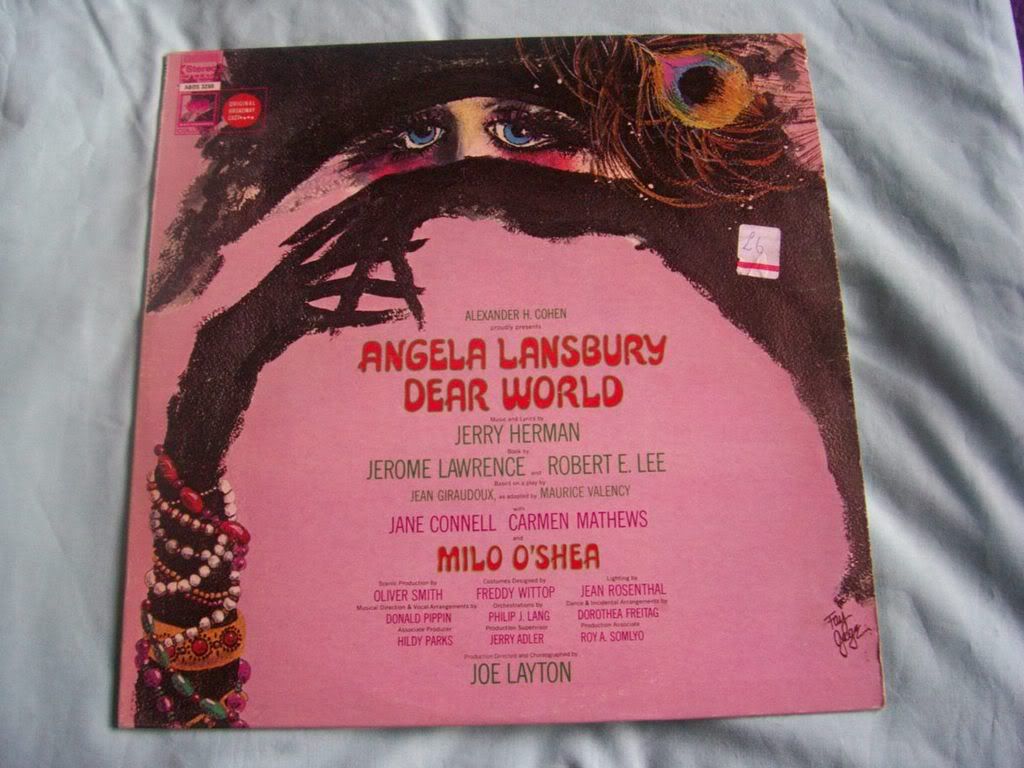 Stereo
ABOS 3260
ORIGINAL
BROADWAY
CAST
£6
ALEXANDER H. COHEN
proudly presents
ANGELA LANSBURY
DEAR WORLD
Music and Lyrics by
JERRY HERMAN
Book by
JEROME LAWRENCE and ROBERT E. LEE
Based on a play by
JEAN GIRAUDOUX, as adapted by MAURICE VALENCY
with
JANE CONNELL CARMEN MATHEWS
and
MILO O'SHEA
Scenic Production by Costumes Designed by Lighting by
OLIVER SMITH FREDDY WITTOP JEAN ROSENTHAL
Musical Direction & Vocal Arrangements by Orchestrations by Dance & Incidental Arrangements by
DONALD PIPPIN PHILIP J. LANG DOROTHEA FREITAG
Associate Producer Production Supervisor Production Associate
HILDY PARKS JERRY ADLER ROY A. SOMLYO
Production Directed and Choreographed by
JOE LAYTON